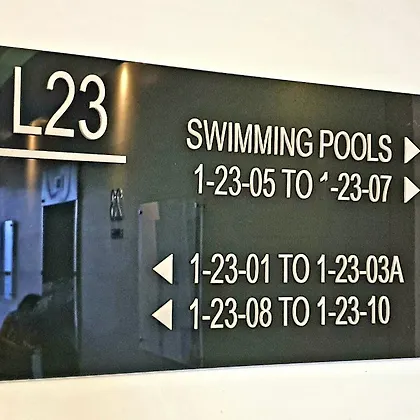 L23
SWIMMING POOLS
1-23-05 TO 1-23-07
1-23-01 TO 1-23-03A
1-23-08 TO 1-23-10